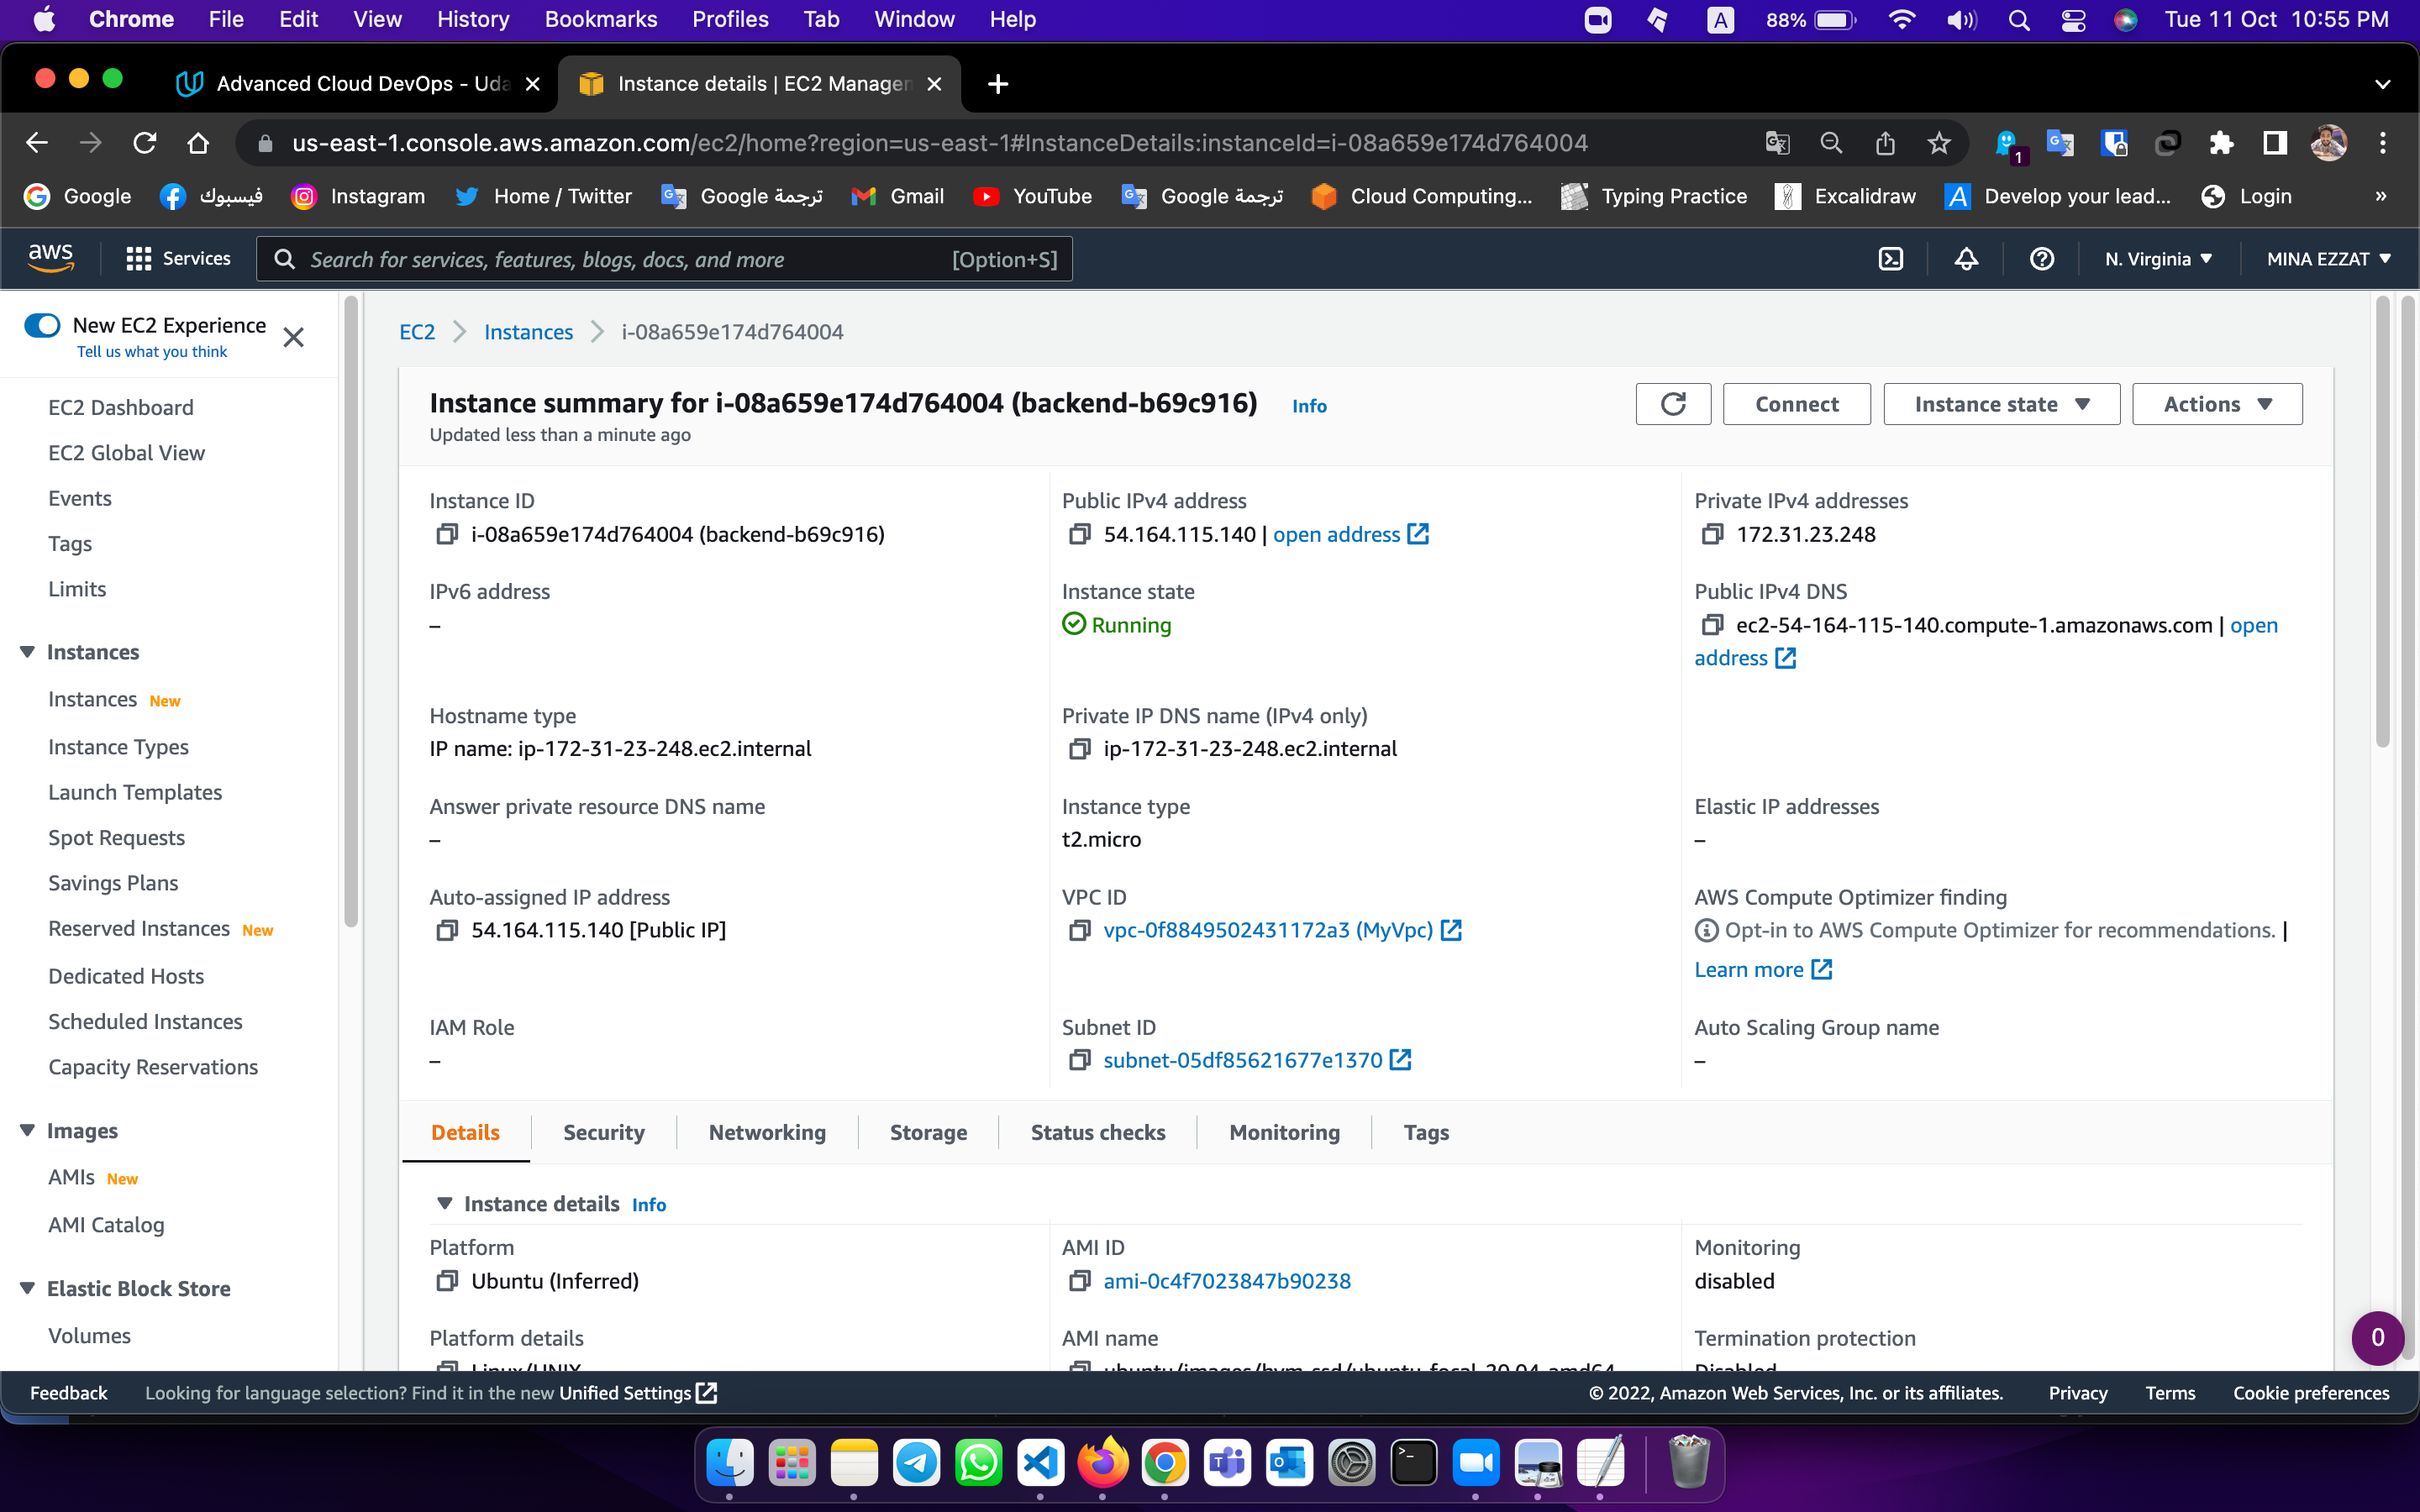 Chrome File Edit View History Bookmarks Profiles Tab Window Help A 88% Tue 11 Oct 10:55 PM
Advanced Cloud DevOps - Uda Instance details | EC2 Managem
us-east-1.console.aws.amazon.com/ec2/home?region=us-east-1#InstanceDetails:instanceId=i-08a659e174d764004 1
Google فيسبوك Instagram Home / Twitter ترجمة Google Gmail YouTube ترجمة Google Cloud Computing... Typing Practice Excalidraw A Develop your lead... Login »
aws Services Search for services, features, blogs, docs, and more [Option+S] N. Virginia MINA EZZAT
New EC2 Experience
Tell us what you think
EC2 Dashboard
EC2 Global View
Events
Tags
Limits
Instances
Instances New
Instance Types
Launch Templates
Spot Requests
Savings Plans
Reserved Instances New
Dedicated Hosts
Scheduled Instances
Capacity Reservations
Images
AMIs New
AMI Catalog
Elastic Block Store
Volumes
EC2 Instances i-08a659e174d764004
Instance summary for i-08a659e174d764004 (backend-b69c916) Info
Updated less than a minute ago
Connect Instance state Actions
Instance ID
i-08a659e174d764004 (backend-b69c916)
Public IPv4 address
54.164.115.140 | open address
Private IPv4 addresses
172.31.23.248
IPv6 address
–
Instance state
Running
Public IPv4 DNS
ec2-54-164-115-140.compute-1.amazonaws.com | open
address
Hostname type
IP name: ip-172-31-23-248.ec2.internal
Private IP DNS name (IPv4 only)
ip-172-31-23-248.ec2.internal
Answer private resource DNS name
–
Instance type
t2.micro
Elastic IP addresses
–
Auto-assigned IP address
54.164.115.140 [Public IP]
VPC ID
vpc-0f8849502431172a3 (MyVpc)
AWS Compute Optimizer finding
Opt-in to AWS Compute Optimizer for recommendations. |
Learn more
IAM Role
–
Subnet ID
subnet-05df85621677e1370
Auto Scaling Group name
–
Details Security Networking Storage Status checks Monitoring Tags
Instance details Info
Platform
Ubuntu (Inferred)
AMI ID
ami-0c4f7023847b90238
Monitoring
disabled
Platform details
Linux/UNIX
AMI name
ubuntu/images/hvm-ssd/ubuntu-focal-20.04-amd64
Termination protection
Disabled
0
Feedback Looking for language selection? Find it in the new Unified Settings © 2022, Amazon Web Services, Inc. or its affiliates. Privacy Terms Cookie preferences